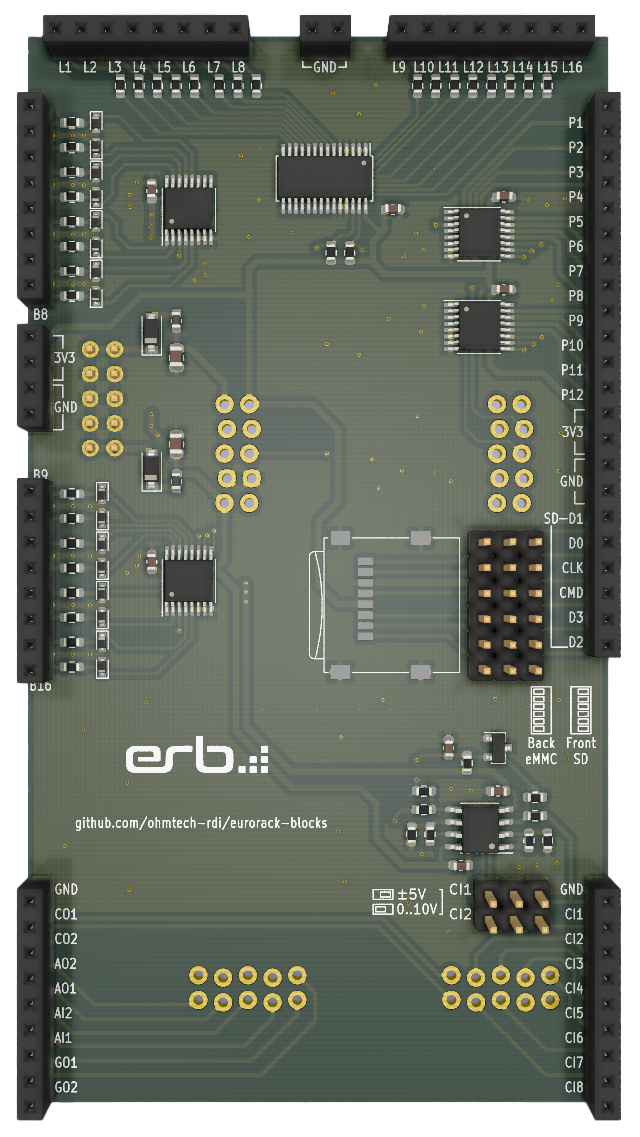 L1 L2 L3 L4 L5 L6 L7 L8 GND L9 L10 L11 L12 L13 L14 L15 L16
P1
P2
P3
P4
P5
P6
P7
P8
P9
P10
P11
P12
3V3
GND
B8
3V3
GND
B9
B16
SD-D1
D0
CLK
CMD
D3
D2
Back
eMMC
Front
SD
erb
github.com/ohmtech-rdi/eurorack-blocks
±5V
0..10V
CI1
CI2
GND
CO1
CO2
AO2
AO1
AI2
AI1
GO1
GO2
GND
CI1
CI2
CI3
CI4
CI5
CI6
CI7
CI8